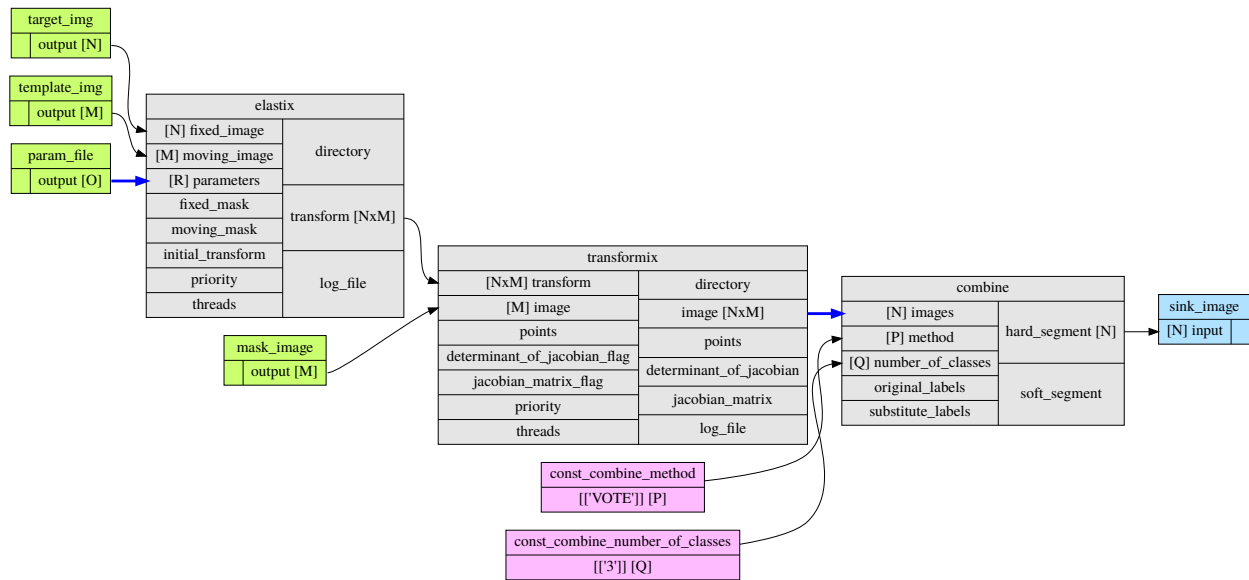 target_img
output [N]
template_img
output [M]
param_file
output [O]
elastix
[N] fixed_image
[M] moving_image
[R] parameters
fixed_mask
moving_mask
initial_transform
priority
threads
directory
transform [NxM]
log_file
mask_image
output [M]
transformix
[NxM] transform
[M] image
points
determinant_of_jacobian_flag
jacobian_matrix_flag
priority
threads
directory
image [NxM]
points
determinant_of_jacobian
jacobian_matrix
log_file
const_combine_method
[['VOTE']] [P]
const_combine_number_of_classes
[['3']] [Q]
combine
[N] images
[P] method
[Q] number_of_classes
original_labels
substitute_labels
hard_segment [N]
soft_segment
sink_image
[N] input